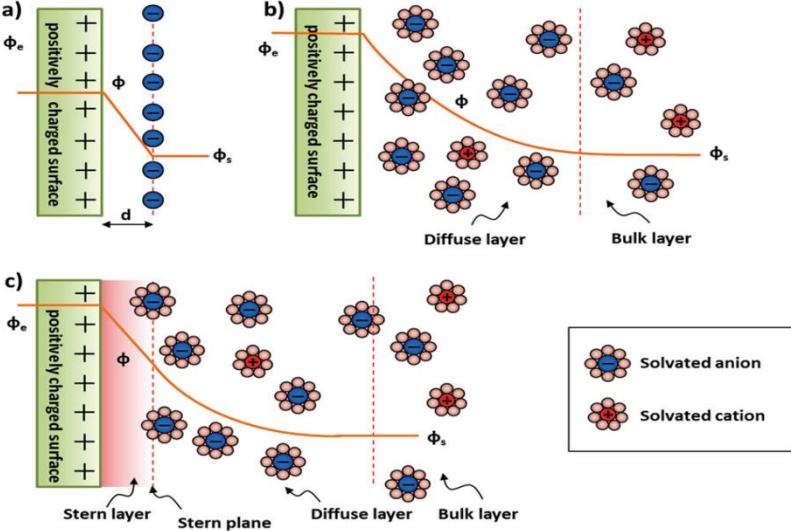 a)
Φe
positively charged surface
+
+
+
+
+
+
+
Φ
−
−
−
−
−
−
−
Φs
d
b)
Φe
positively charged surface
+
+
+
+
+
+
+
Φ
Φs
Diffuse layer
Bulk layer
c)
Φe
positively charged surface
+
+
+
+
+
+
+
Φ
Φs
Stern layer
Stern plane
Diffuse layer
Bulk layer
− Solvated anion
+ Solvated cation